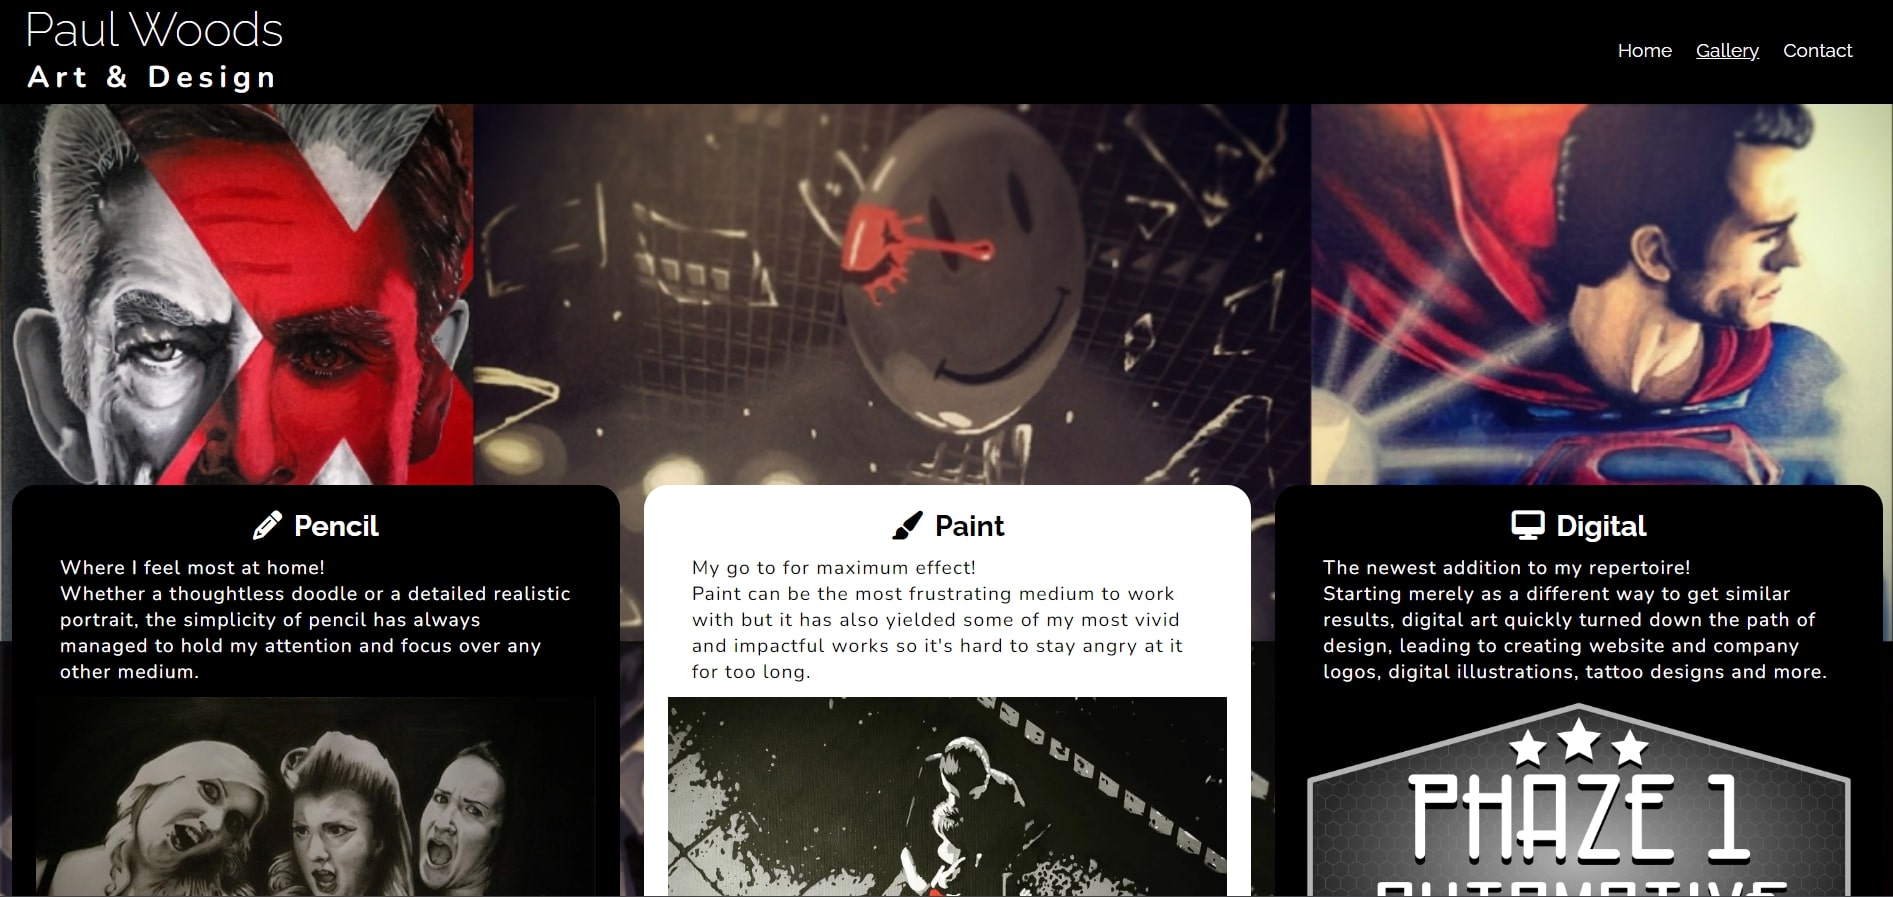 Paul Woods
Art & Design
Home Gallery Contact
Pencil
Where I feel most at home!
Whether a thoughtless doodle or a detailed realistic
portrait, the simplicity of pencil has always
managed to hold my attention and focus over any
other medium.
Paint
My go to for maximum effect!
Paint can be the most frustrating medium to work
with but it has also yielded some of my most vivid
and impactful works so it's hard to stay angry at it
for too long.
Digital
The newest addition to my repertoire!
Starting merely as a different way to get similar
results, digital art quickly turned down the path of
design, leading to creating website and company
logos, digital illustrations, tattoo designs and more.
PHAZE 1
AUTOMOTIVE